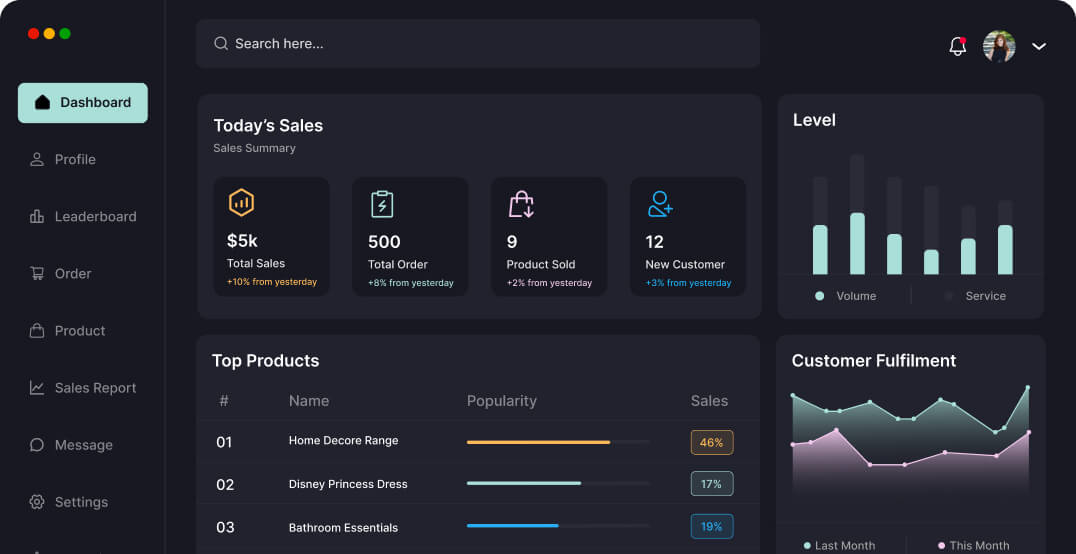 Search here...
Dashboard
Profile
Leaderboard
Order
Product
Sales Report
Message
Settings
Today’s Sales
Sales Summary
$5k
Total Sales
+10% from yesterday
500
Total Order
+8% from yesterday
9
Product Sold
+2% from yesterday
12
New Customer
+3% from yesterday
Level
Volume
Service
Top Products
# Name Popularity Sales
01 Home Decore Range 46%
02 Disney Princess Dress 17%
03 Bathroom Essentials 19%
Customer Fulfilment
Last Month
This Month